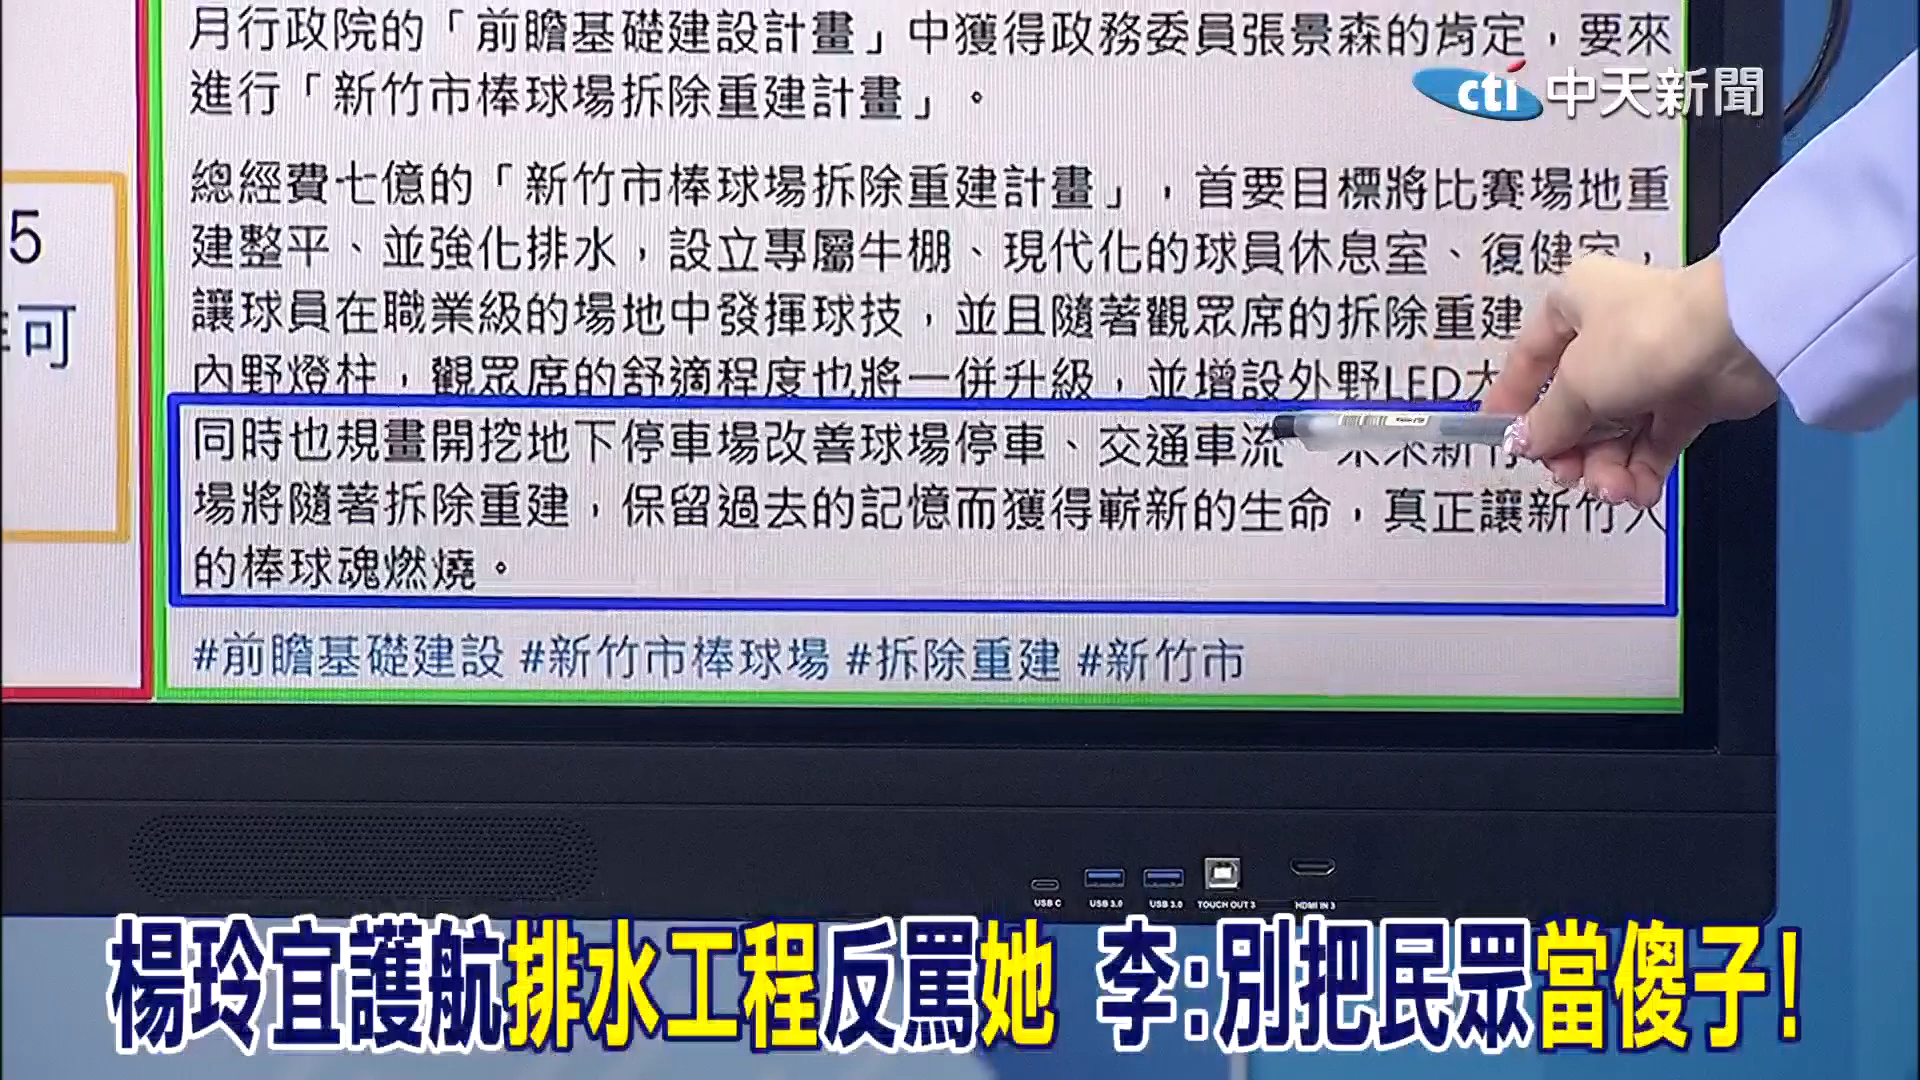 月行政院的「前瞻基礎建設計畫」中獲得政務委員張景森的肯定，要來
進行「新竹市棒球場拆除重建計畫」。
cti 中天新聞
總經費七億的「新竹市棒球場拆除重建計畫」，首要目標將比賽場地重
建整平、並強化排水，設立專屬牛棚、現代化的球員休息室、復健室，
讓球員在職業級的場地中發揮球技，並且隨著觀眾席的拆除重建
內野燈柱，觀眾席的舒適程度也將一併升級，並增設外野LED大
同時也規畫開挖地下停車場改善球場停車、交通車流
場將隨著拆除重建，保留過去的記憶而獲得嶄新的生命，真正讓新竹人
的棒球魂燃燒。
#前瞻基礎建設 #新竹市棒球場 #拆除重建 #新竹市
5
可
USB C USB 3.0 USB 3.0 TOUCH OUT 3 HDMI IN 3
楊玲宜護航排水工程反罵她 李:別把民眾當傻子!